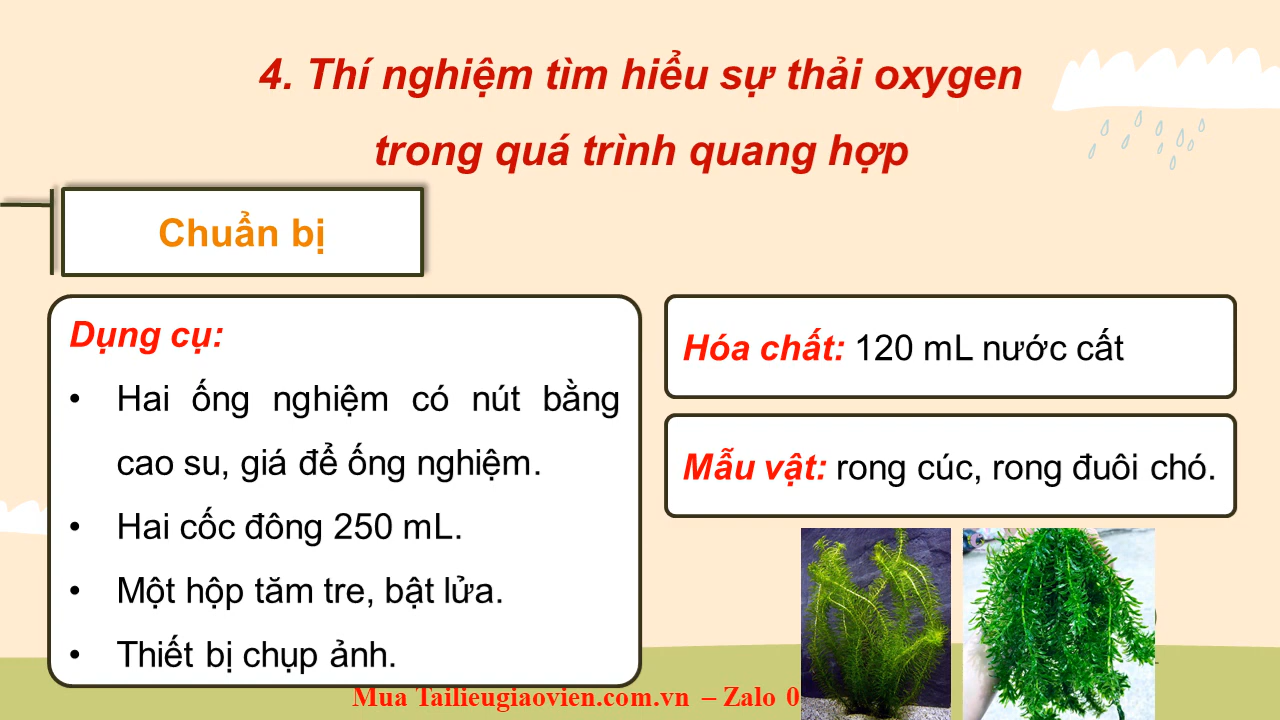 4. Thí nghiệm tìm hiểu sự thải oxygen
trong quá trình quang hợp
Chuẩn bị
Dụng cụ:
• Hai ống nghiệm có nút bằng
cao su, giá để ống nghiệm.
• Hai cốc đông 250 mL.
• Một hộp tăm tre, bật lửa.
• Thiết bị chụp ảnh.
Hóa chất: 120 mL nước cất
Mẫu vật: rong cúc, rong đuôi chó.
Mua Tailieugiaovien.com.vn – Zalo 0